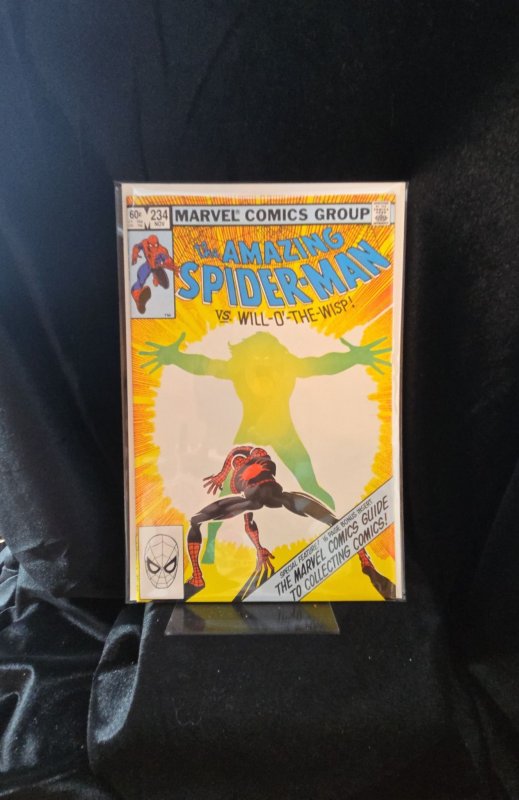 60¢ 234 MARVEL COMICS GROUP
NOV
THE AMAZING
SPIDER-MAN
TM
VS. WILL-O'-THE-WISP!
SPECIAL FEATURE! 16 PAGE BONUS INSERT
THE MARVEL COMICS GUIDE
TO COLLECTING COMICS!